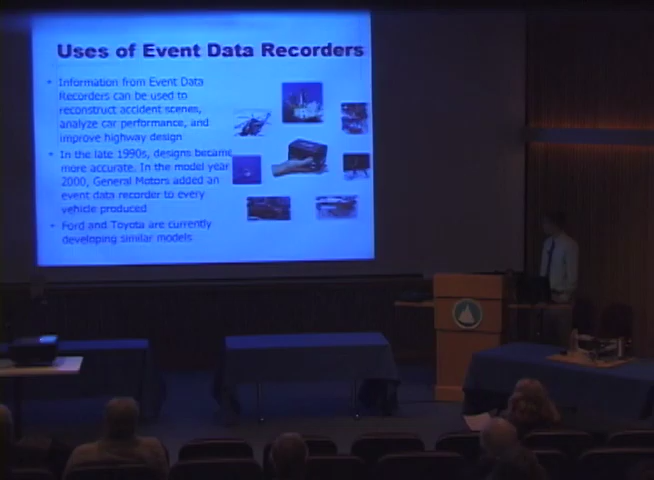 Uses of Event Data Recorders
• Information from Event Data
Recorders can be used to
reconstruct accident scenes,
analyze car performance, and
improve highway design
• In the late 1990s, designs became
more accurate. In the model year
2000, General Motors added an
event data recorder to every
vehicle produced
• Ford and Toyota are currently
developing similar models